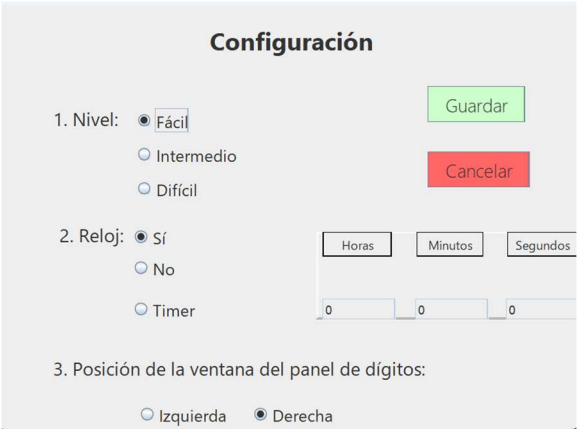 Configuración
Guardar
1. Nivel: Fácil
Intermedio
Cancelar
Difícil
2. Reloj: Sí
Horas Minutos Segundos
No
Timer 0 0 0
3. Posición de la ventana del panel de dígitos:
Izquierda Derecha